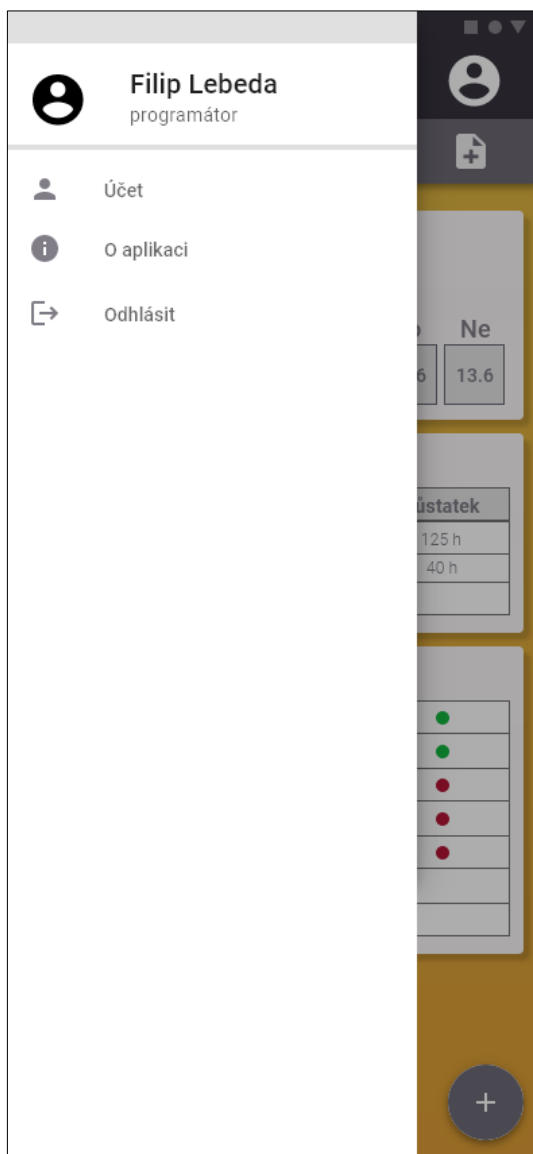 Filip Lebeda
programátor
Účet
O aplikaci
Odhlásit
Ne
6 13.6
ůstatek
125 h
40 h